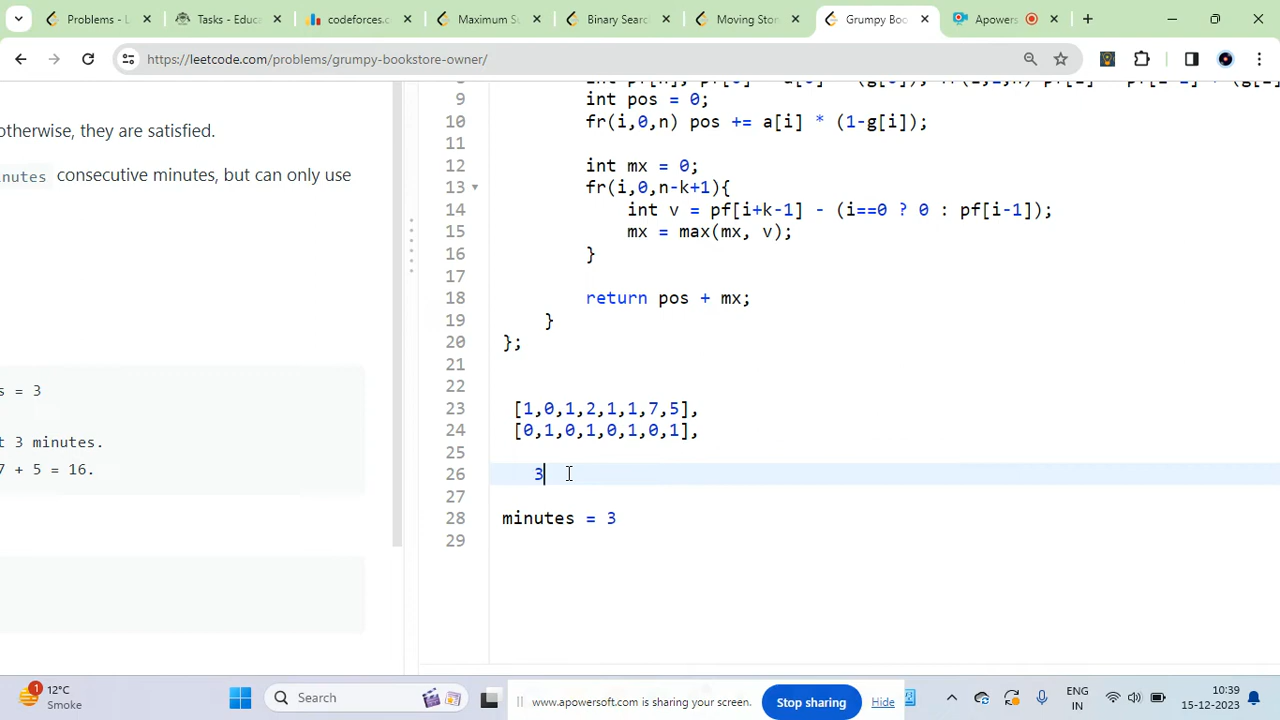 Problems - L
Tasks - Educ
codeforces.c
Maximum Su
Binary Searc
Moving Ston
Grumpy Boo
Apowers
https://leetcode.com/problems/grumpy-bookstore-owner/
otherwise, they are satisfied.
nutes consecutive minutes, but can only use
s = 3
t 3 minutes.
7 + 5 = 16.
9 int pos = 0;
10 fr(i,0,n) pos += a[i] * (1-g[i]);
11
12 int mx = 0;
13 fr(i,0,n-k+1){
14 int v = pf[i+k-1] - (i==0 ? 0 : pf[i-1]);
15 mx = max(mx, v);
16 }
17
18 return pos + mx;
19 }
20 };
21
22
23 [1,0,1,2,1,1,7,5],
24 [0,1,0,1,0,1,0,1],
25
26 3
27
28 minutes = 3
29
1
12°C
Smoke
Search
www.apowersoft.com is sharing your screen.
Stop sharing
Hide
ENG
IN
10:39
15-12-2023